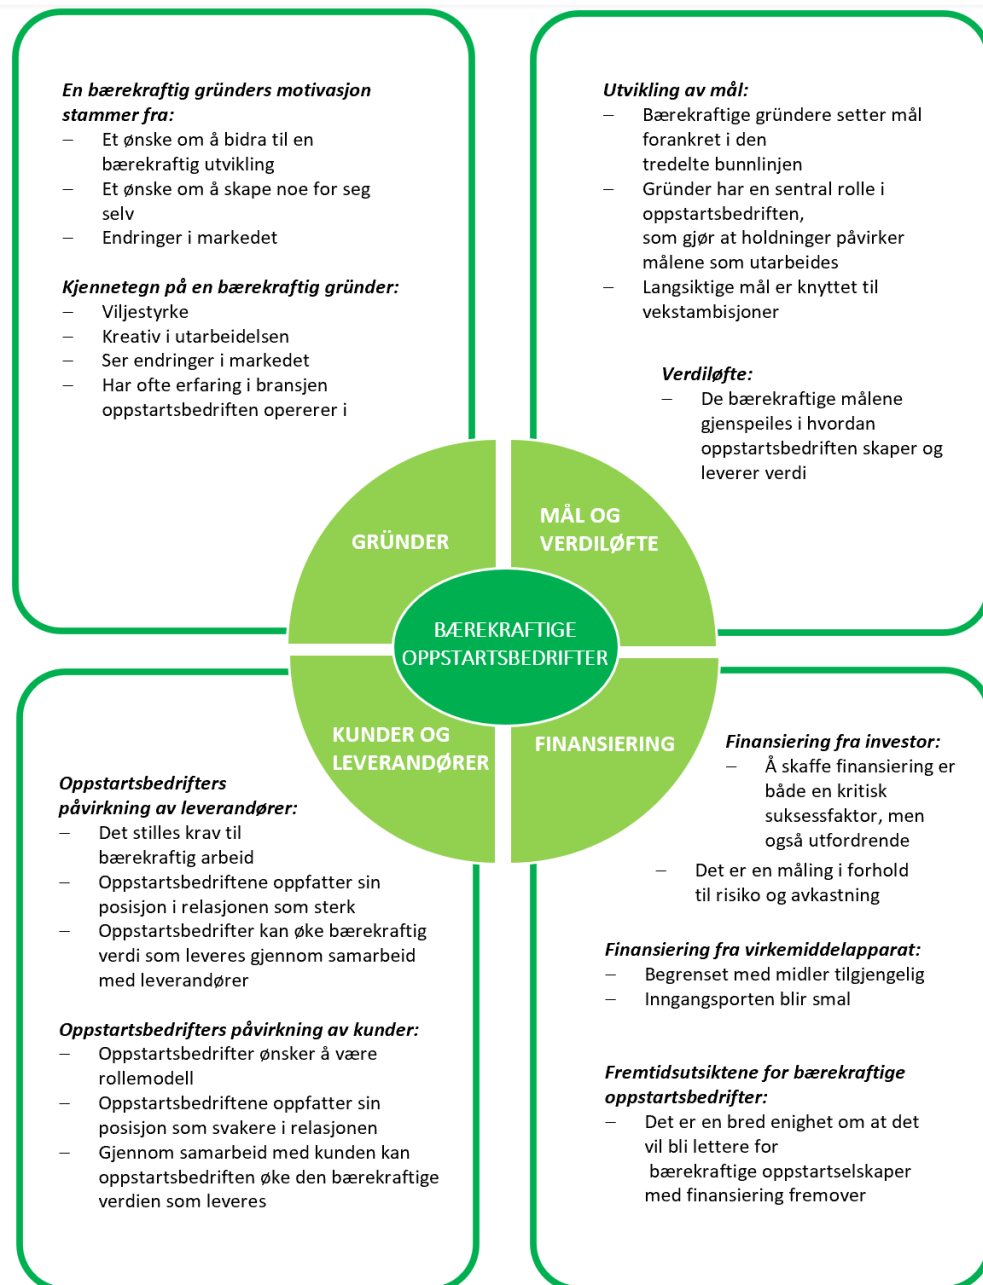 En bærekraftig gründers motivasjon
stammer fra:
– Et ønske om å bidra til en
bærekraftig utvikling
– Et ønske om å skape noe for seg
selv
– Endringer i markedet
Kjennetegn på en bærekraftig gründer:
– Viljestyrke
– Kreativ i utarbeidelsen
– Ser endringer i markedet
– Har ofte erfaring i bransjen
oppstartsbedriften opererer i
Utvikling av mål:
– Bærekraftige gründere setter mål
forankret i den
tredelte bunnlinjen
– Gründer har en sentral rolle i
oppstartsbedriften,
som gjør at holdninger påvirker
målene som utarbeides
– Langsiktige mål er knyttet til
vekstambisjoner
Verdiløfte:
– De bærekraftige målene
gjenspeiles i hvordan
oppstartsbedriften skaper og
leverer verdi
GRÜNDER
MÅL OG
VERDILØFTE
BÆREKRAFTIGE
OPPSTARTSBEDRIFTER
KUNDER OG
LEVERANDØRER
FINANSIERING
Oppstartsbedrifters
påvirkning av leverandører:
– Det stilles krav til
bærekraftig arbeid
– Oppstartsbedriftene oppfatter sin
posisjon i relasjonen som sterk
– Oppstartsbedrifter kan øke bærekraftig
verdi som leveres gjennom samarbeid
med leverandører
Oppstartsbedrifters påvirkning av kunder:
– Oppstartsbedrifter ønsker å være
rollemodell
– Oppstartsbedriftene oppfatter sin
posisjon som svakere i relasjonen
– Gjennom samarbeid med kunden kan
oppstartsbedriften øke den bærekraftige
verdien som leveres
Finansiering fra investor:
– Å skaffe finansiering er
både en kritisk
suksessfaktor, men
også utfordrende
– Det er en måling i forhold
til risiko og avkastning
Finansiering fra virkemiddelapparat:
– Begrenset med midler tilgjengelig
– Inngangsporten blir smal
Fremtidsutsiktene for bærekraftige
oppstartsbedrifter:
– Det er en bred enighet om at det
vil bli lettere for
bærekraftige oppstartselskaper
med finansiering fremover